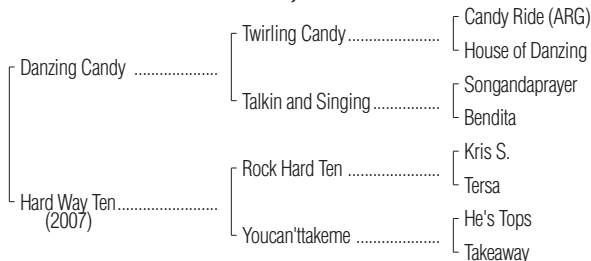 Candy Ride (ARG)
Twirling Candy....................
House of Danzing
Danzing Candy ....................
Songandaprayer
Talkin and Singing................
Bendita
Kris S.
Rock Hard Ten ....................
Tersa
Hard Way Ten........................
(2007)
He's Tops
Youcan'ttakeme ....................
Takeaway